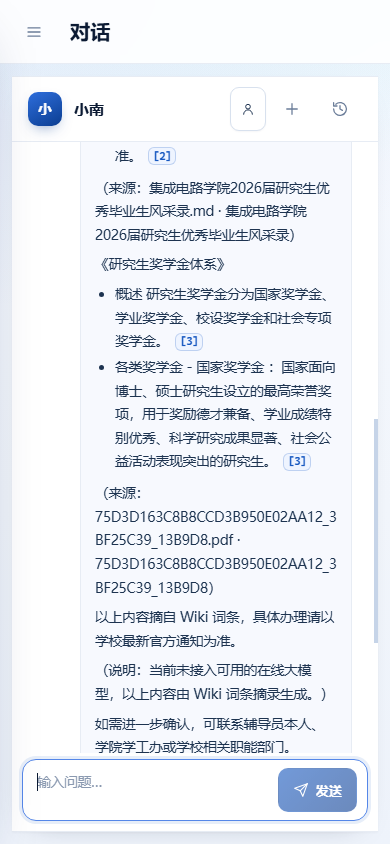 对话
小
小南
准。 [2]
（来源：集成电路学院2026届研究生优
秀毕业生风采录.md · 集成电路学院
2026届研究生优秀毕业生风采录）
《研究生奖学金体系》
• 概述 研究生奖学金分为国家奖学金、
学业奖学金、校设奖学金和社会专项
奖学金。 [3]
• 各类奖学金 - 国家奖学金 ：国家面向
博士、硕士研究生设立的最高荣誉奖
项，用于奖励德才兼备、学业成绩特
别优秀、科学研究成果显著、社会公
益活动表现突出的研究生。 [3]
（来源：
75D3D163C8B8CCD3B950E02AA12_3
BF25C39_13B9D8.pdf ·
75D3D163C8B8CCD3B950E02AA12_3
BF25C39_13B9D8）
以上内容摘自 Wiki 词条，具体办理请以
学校最新官方通知为准。
（说明：当前未接入可用的在线大模
型，以上内容由 Wiki 词条摘录生成。）
如需进一步确认，可联系辅导员本人、
学院学工办或学校相关职能部门。
输入问题...
发送